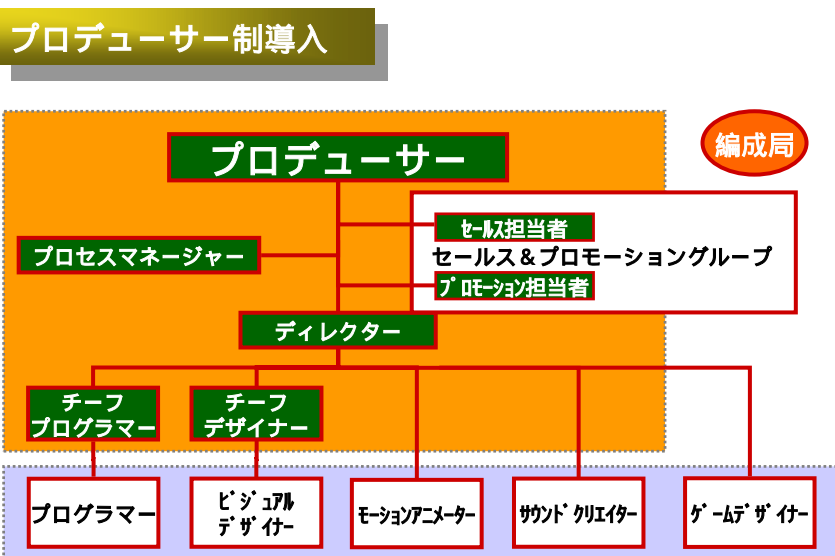 プロデューサー制導入
編成局
プロデューサー
ｾｰﾙｽ担当者
プロセスマネージャー
セールス＆プロモーショングループ
ﾌﾟﾛﾓｰｼｮﾝ担当者
ディレクター
チーフ
プログラマー
チーフ
デザイナー
プログラマー
ﾋﾞｼﾞｭｱﾙ
ﾃﾞｻﾞｲﾅｰ
ﾓｰｼｮﾝｱﾆﾒｰﾀｰ
ｻｳﾝﾄﾞｸﾘｴｲﾀｰ
ｹﾞｰﾑﾃﾞｻﾞｲﾅｰ